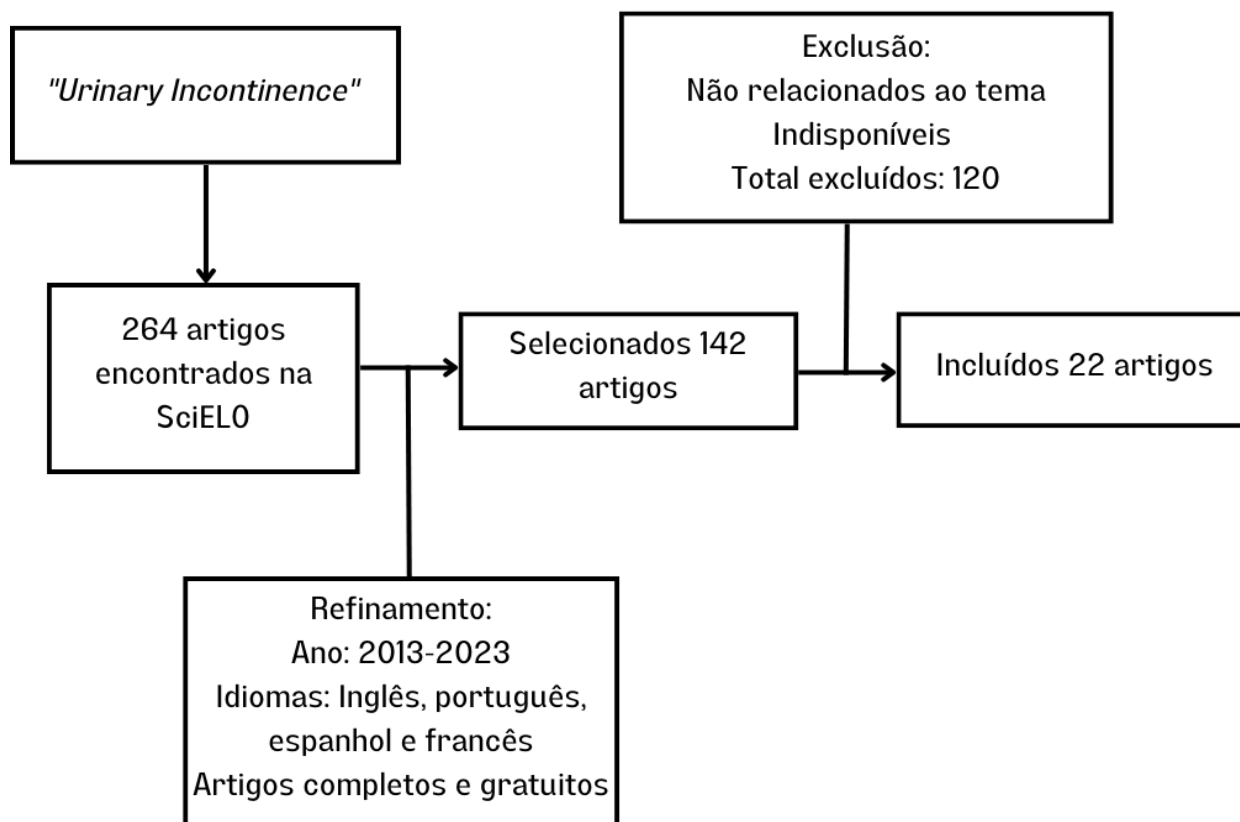 "Urinary Incontinence"
Exclusão:
Não relacionados ao tema
Indisponíveis
Total excluídos: 120
264 artigos
encontrados na
SciELO
Selecionados 142
artigos
Incluídos 22 artigos
Refinamento:
Ano: 2013-2023
Idiomas: Inglês, português,
espanhol e francês
Artigos completos e gratuitos